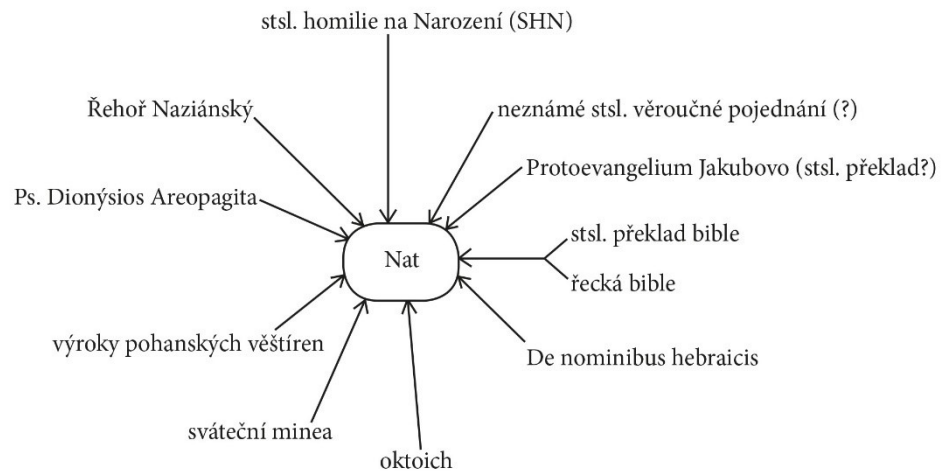 stsl. homilie na Narození (SHN)
Řehoř Naziánský
neznámé stsl. věroučné pojednání (?)
Protoevangelium Jakubovo (stsl. překlad?)
Ps. Dionýsios Areopagita
stsl. překlad bible
Nat
řecká bible
výroky pohanských věštíren
De nominibus hebraicis
sváteční minea
oktoich